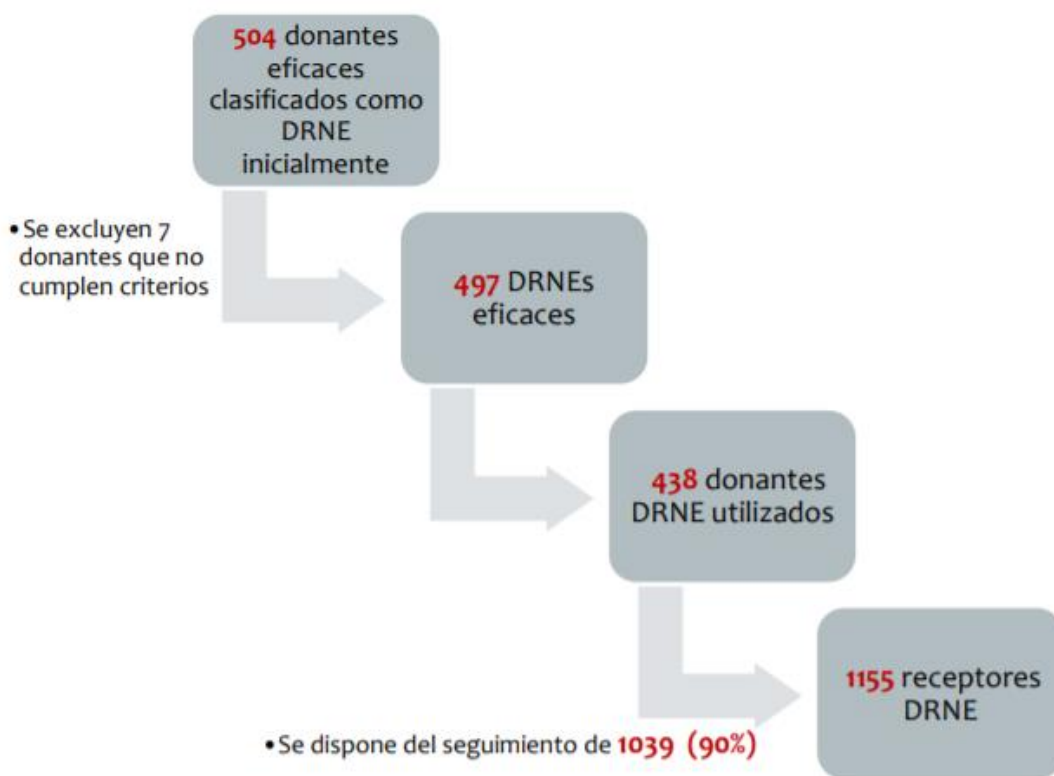 504 donantes
eficaces
clasificados como
DRNE
inicialmente
• Se excluyen 7
donantes que no
cumplen criterios
497 DRNEs
eficaces
438 donantes
DRNE utilizados
1155 receptores
DRNE
• Se dispone del seguimiento de 1039 (90%)